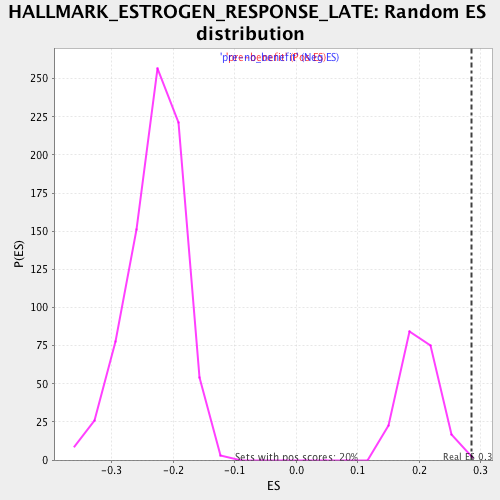 HALLMARK_ESTROGEN_RESPONSE_LATE: Random ES
distribution
P(ES)
250
225
200
175
150
125
100
75
50
25
0
Sets with pos scores: 20%
Real ES 0.3
-0.3 -0.2 -0.1 0.0 0.1 0.2 0.3
ES